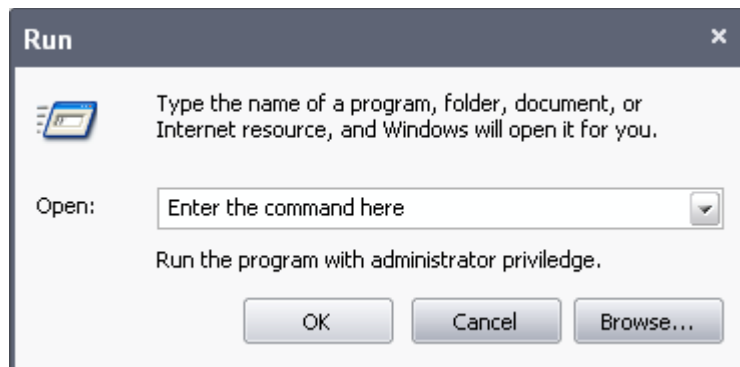 Run
Type the name of a program, folder, document, or
Internet resource, and Windows will open it for you.
Open: Enter the command here
Run the program with administrator priviledge.
OK Cancel Browse...